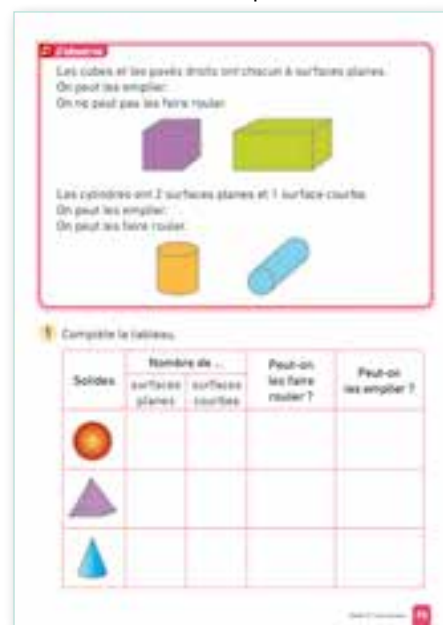 J'observe
Les cubes et les pavés droits ont chacun 6 surfaces planes.
On peut les empiler.
On ne peut pas les faire rouler.
Les cylindres ont 2 surfaces planes et 1 surface courbe.
On peut les empiler.
On peut les faire rouler.
1 Complète le tableau.
Solides
Nombre de ...
surfaces planes
surfaces courbes
Peut-on
les faire
rouler ?
Peut-on
les empiler ?